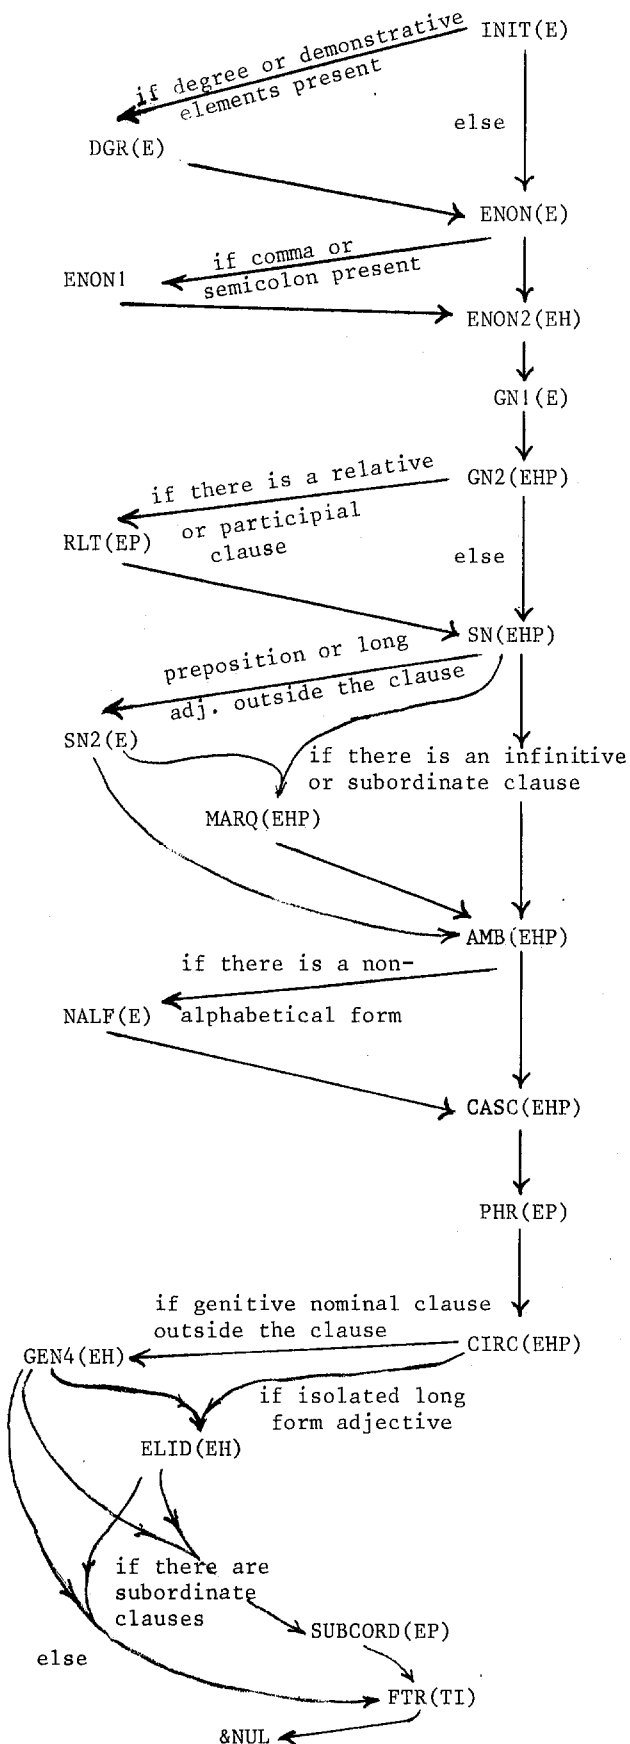 INIT(E)
if degree or demonstrative
elements present
else
DGR(E)
ENON(E)
if comma or
semicolon present
ENON1
ENON2(EH)
GN1(E)
GN2(EHP)
if there is a relative
or participial
clause
RLT(EP)
else
SN(EHP)
preposition or long
adj. outside the clause
SN2(E)
if there is an infinitive
or subordinate clause
MARQ(EHP)
AMB(EHP)
if there is a non-
alphabetical form
NALF(E)
CASC(EHP)
PHR(EP)
if genitive nominal clause
outside the clause
CIRC(EHP)
GEN4(EH)
if isolated long
form adjective
ELID(EH)
if there are
subordinate
clauses
SUBCORD(EP)
else
FTR(TI)
&NUL